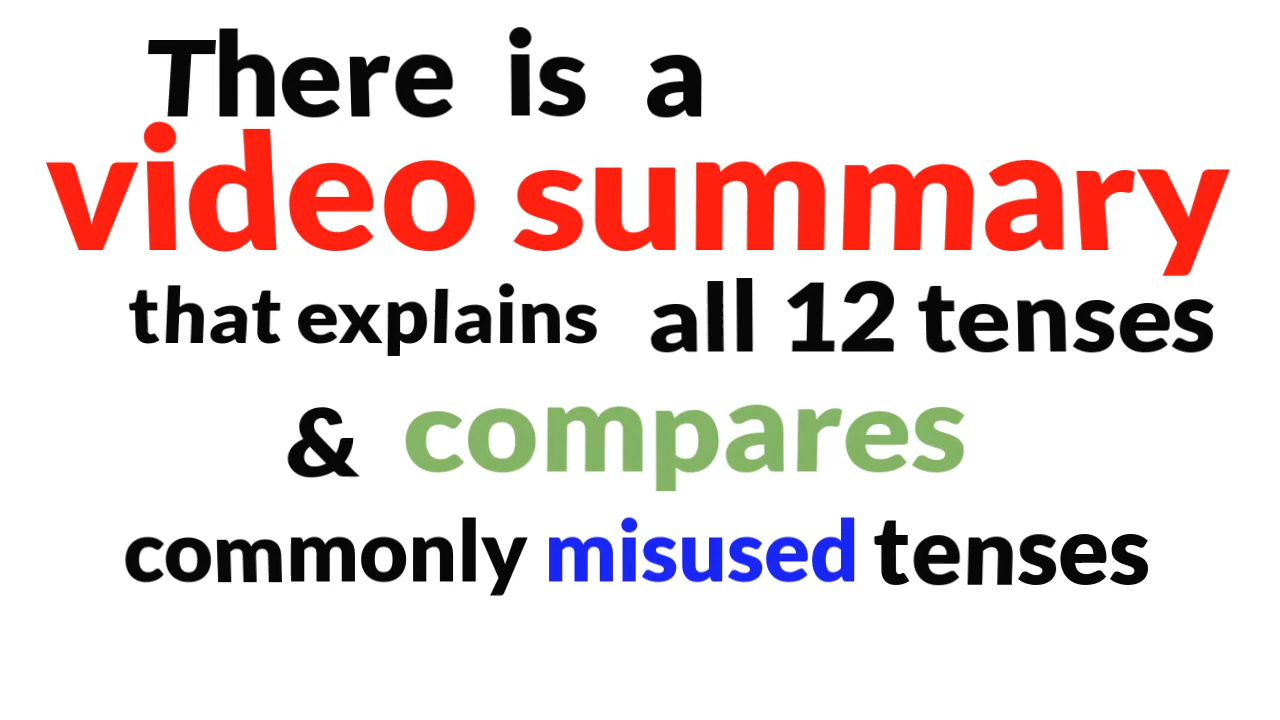 There is a
video summary
that explains all 12 tenses
& compares
commonly misused tenses